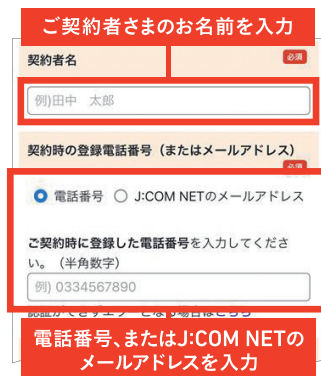 ご契約者さまのお名前を入力
契約者名 必須
例)田中　太郎
契約時の登録電話番号（またはメールアドレス）
必須
電話番号 J:COM NETのメールアドレス
ご契約時に登録した電話番号を入力してくださ
い。（半角数字）
例) 0334567890
電話番号、またはJ:COM NETの
メールアドレスを入力